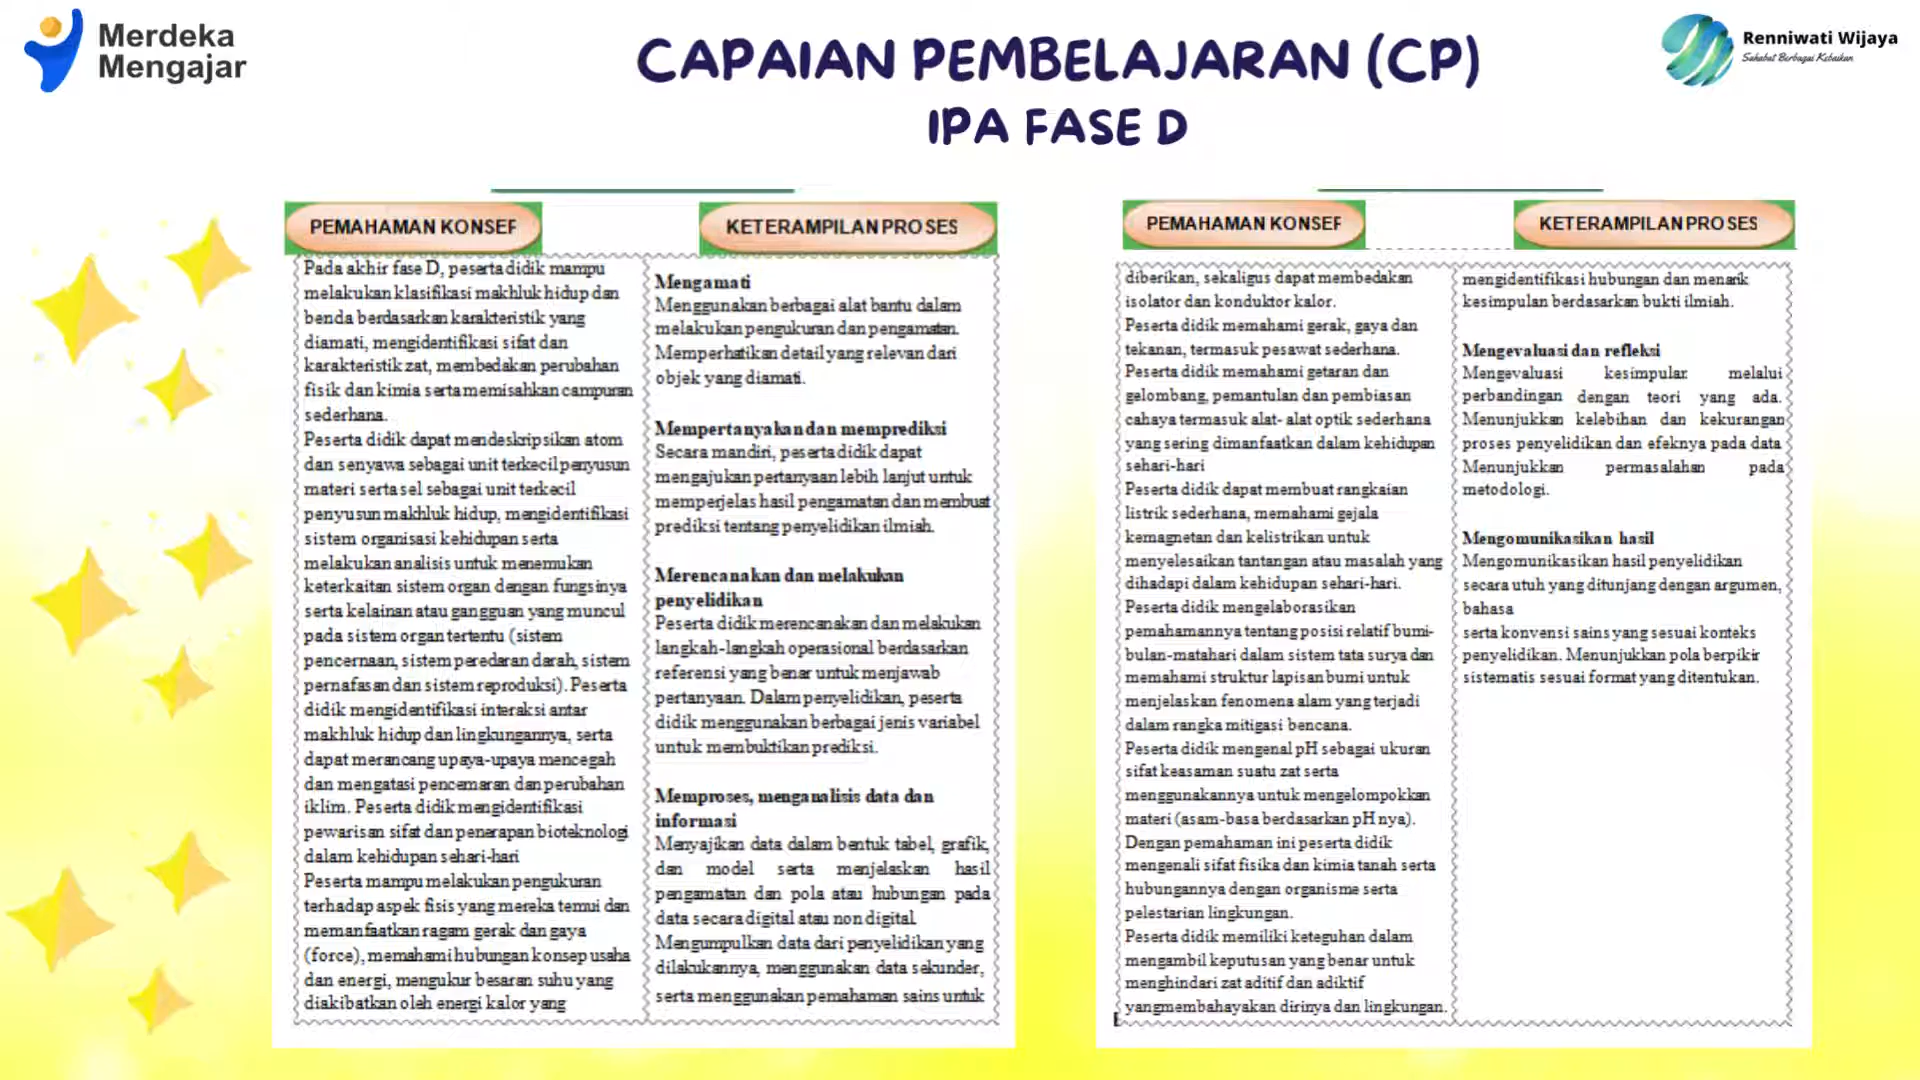 Merdeka
Mengajar
CAPAIAN PEMBELAJARAN (CP)
IPA FASE D
Renniwati Wijaya
Sahabat Berbagai Kebaikan
PEMAHAMAN KONSEP
KETERAMPILAN PROSES
Pada akhir fase D, peserta didik mampu
melakukan klasifikasi makhluk hidup dan
benda berdasarkan karakteristik yang
diamati, mengidentifikasi sifat dan
karakteristik zat, membedakan perubahan
fisik dan kimia serta memisahkan campuran
sederhana.
Peserta didik dapat mendeskripsikan atom
dan senyawa sebagai unit terkecil penyusun
materi serta sel sebagai unit terkecil
penyusun makhluk hidup, mengidentifikasi
sistem organisasi kehidupan serta
melakukan analisis untuk menemukan
keterkaitan sistem organ dengan fungsinya
serta kelainan atau gangguan yang muncul
pada sistem organ tertentu (sistem
pencernaan, sistem peredaran darah, sistem
pernafasan dan sistem reproduksi). Peserta
didik mengidentifikasi interaksi antar
makhluk hidup dan lingkungannya, serta
dapat merancang upaya-upaya mencegah
dan mengatasi pencemaran dan perubahan
iklim. Peserta didik mengidentifikasi
pewarisan sifat dan penerapan bioteknologi
dalam kehidupan sehari-hari
Peserta mampu melakukan pengukuran
terhadap aspek fisis yang mereka temui dan
memanfaatkan ragam gerak dan gaya
(force), memahami hubungan konsep usaha
dan energi, mengukur besaran suhu yang
diakibatkan oleh energi kalor yang
Mengamati
Menggunakan berbagai alat bantu dalam
melakukan pengukuran dan pengamatan.
Memperhatikan detail yang relevan dari
objek yang diamati.
Mempertanyakan dan memprediksi
Secara mandiri, peserta didik dapat
mengajukan pertanyaan lebih lanjut untuk
memperjelas hasil pengamatan dan membuat
prediksi tentang penyelidikan ilmiah.
Merencanakan dan melakukan
penyelidikan
Peserta didik merencanakan dan melakukan
langkah-langkah operasional berdasarkan
referensi yang benar untuk menjawab
pertanyaan. Dalam penyelidikan, peserta
didik menggunakan berbagai jenis variabel
untuk membuktikan prediksi.
Memproses, menganalisis data dan
informasi
Menyajikan data dalam bentuk tabel, grafik,
dan model serta menjelaskan hasil
pengamatan dan pola atau hubungan pada
data secara digital atau non digital.
Mengumpulkan data dari penyelidikan yang
dilakukannya, menggunakan data sekunder,
serta menggunakan pemahaman sains untuk
PEMAHAMAN KONSEP
KETERAMPILAN PROSES
diberikan, sekaligus dapat membedakan
isolator dan konduktor kalor.
Peserta didik memahami gerak, gaya dan
tekanan, termasuk pesawat sederhana.
Peserta didik memahami getaran dan
gelombang, pemantulan dan pembiasan
cahaya termasuk alat- alat optik sederhana
yang sering dimanfaatkan dalam kehidupan
sehari-hari
Peserta didik dapat membuat rangkaian
listrik sederhana, memahami gejala
kemagnetan dan kelistrikan untuk
menyelesaikan tantangan atau masalah yang
dihadapi dalam kehidupan sehari-hari.
Peserta didik mengelaborasikan
pemahamannya tentang posisi relatif bumi-
bulan-matahari dalam sistem tata surya dan
memahami struktur lapisan bumi untuk
menjelaskan fenomena alam yang terjadi
dalam rangka mitigasi bencana.
Peserta didik mengenal pH sebagai ukuran
sifat keasaman suatu zat serta
menggunakannya untuk mengelompokkan
materi (asam-basa berdasarkan pH nya).
Dengan pemahaman ini peserta didik
mengenali sifat fisika dan kimia tanah serta
hubungannya dengan organisme serta
pelestarian lingkungan.
Peserta didik memiliki keteguhan dalam
mengambil keputusan yang benar untuk
menghindari zat aditif dan adiktif
yangmembahayakan dirinya dan lingkungan.
mengidentifikasi hubungan dan menarik
kesimpulan berdasarkan bukti ilmiah.
Mengevaluasi dan refleksi
Mengevaluasi kesimpulan melalui
perbandingan dengan teori yang ada.
Menunjukkan kelebihan dan kekurangan
proses penyelidikan dan efeknya pada data
Menunjukkan permasalahan pada
metodologi.
Mengomunikasikan hasil
Mengomunikasikan hasil penyelidikan
secara utuh yang ditunjang dengan argumen,
bahasa
serta konvensi sains yang sesuai konteks
penyelidikan. Menunjukkan pola berpikir
sistematis sesuai format yang ditentukan.